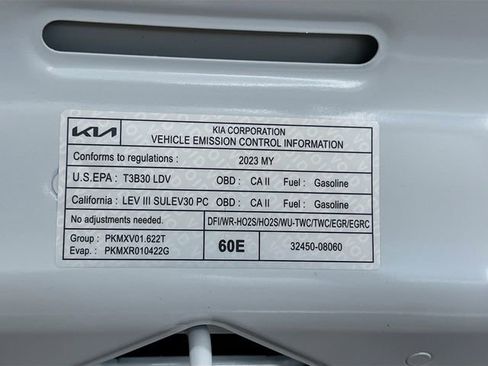 KIA
KIA CORPORATION
VEHICLE EMISSION CONTROL INFORMATION
Conforms to regulations : 2023 MY
U.S.EPA : T3B30 LDV OBD : CA II Fuel : Gasoline
California: LEV III SULEV30 PC OBD : CA II Fuel : Gasoline
No adjustments needed. DFI/WR-HO2S/HO2S/WU-TWC/TWC/EGR/EGRC
Group : PKMXV01.622T
Evap. : PKMXR010422G
60E
32450-08060